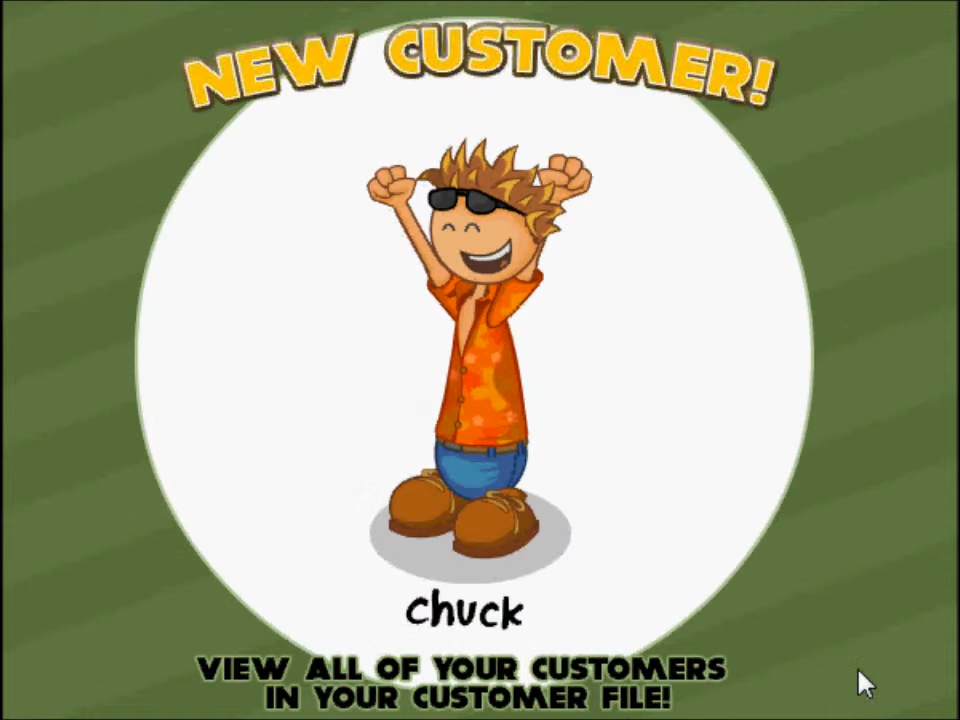 NEW CUSTOMER!
chuck
VIEW ALL OF YOUR CUSTOMERS
IN YOUR CUSTOMER FILE!